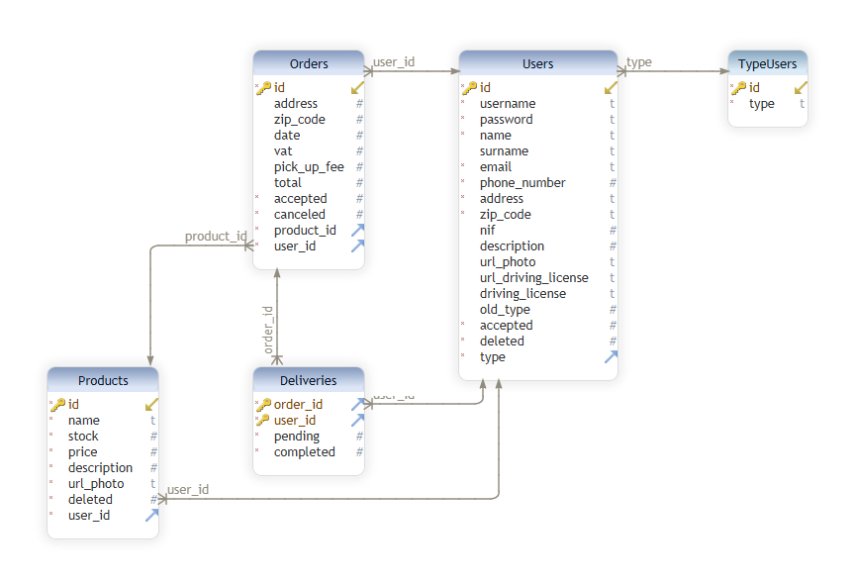 Orders
id
address #
zip_code #
date #
vat #
pick_up_fee #
total #
* accepted #
* canceled #
* product_id
* user_id
user_id
Users
* id
* username t
* password t
* name t
surname t
* email t
* phone_number #
* address t
* zip_code t
nif #
description #
url_photo t
url_driving_license t
driving_license t
old_type #
* accepted #
* deleted #
* type
type
TypeUsers
* id
* type t
product_id
order_id
Products
* id
* name t
* stock #
* price #
* description #
* url_photo t
* deleted #
* user_id
Deliveries
* order_id
* user_id
* pending #
* completed #
user_id
user_id